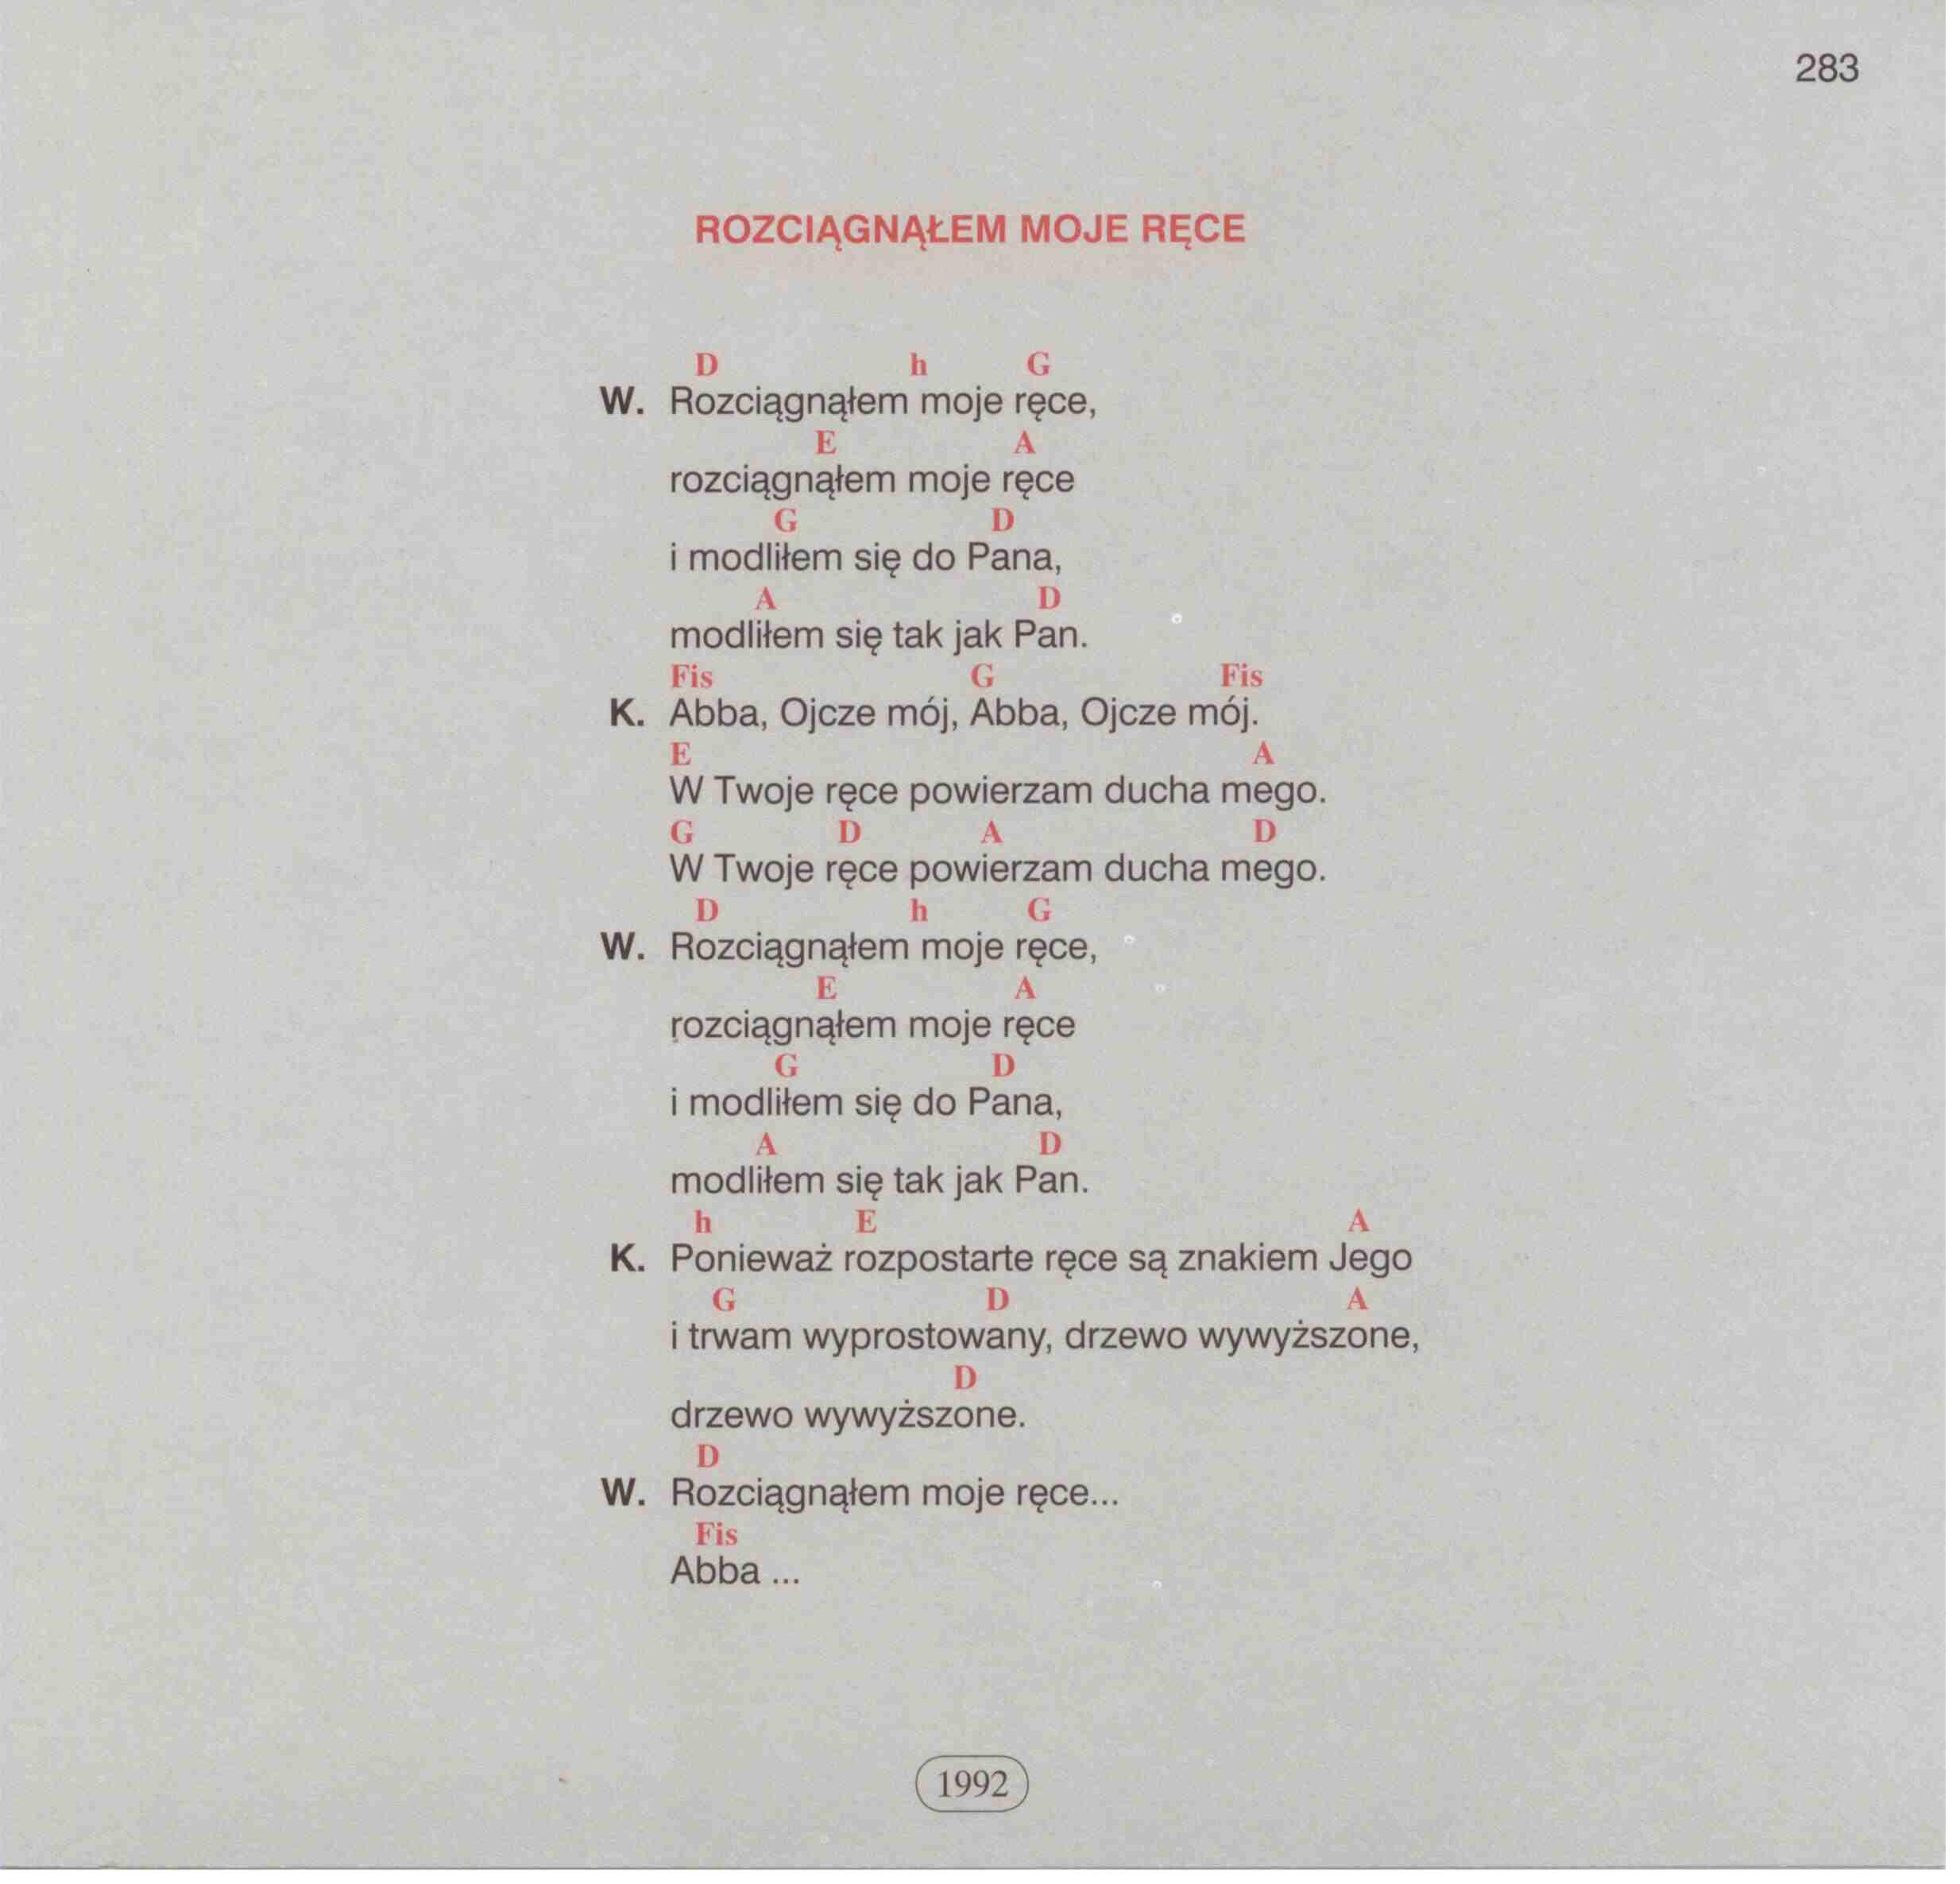 283
ROZCIĄGNĄŁEM MOJE RĘCE
D h G
W. Rozciągnąłem moje ręce,
E A
rozciągnąłem moje ręce
G D
i modliłem się do Pana,
A D
modliłem się tak jak Pan.
Fis G Fis
K. Abba, Ojcze mój, Abba, Ojcze mój.
E A
W Twoje ręce powierzam ducha mego.
G D A D
W Twoje ręce powierzam ducha mego.
D h G
W. Rozciągnąłem moje ręce,
E A
rozciągnąłem moje ręce
G D
i modliłem się do Pana,
A D
modliłem się tak jak Pan.
h E A
K. Ponieważ rozpostarte ręce są znakiem Jego
G D A
i trwam wyprostowany, drzewo wywyższone,
D
drzewo wywyższone.
D
W. Rozciągnąłem moje ręce...
Fis
Abba ...
1992